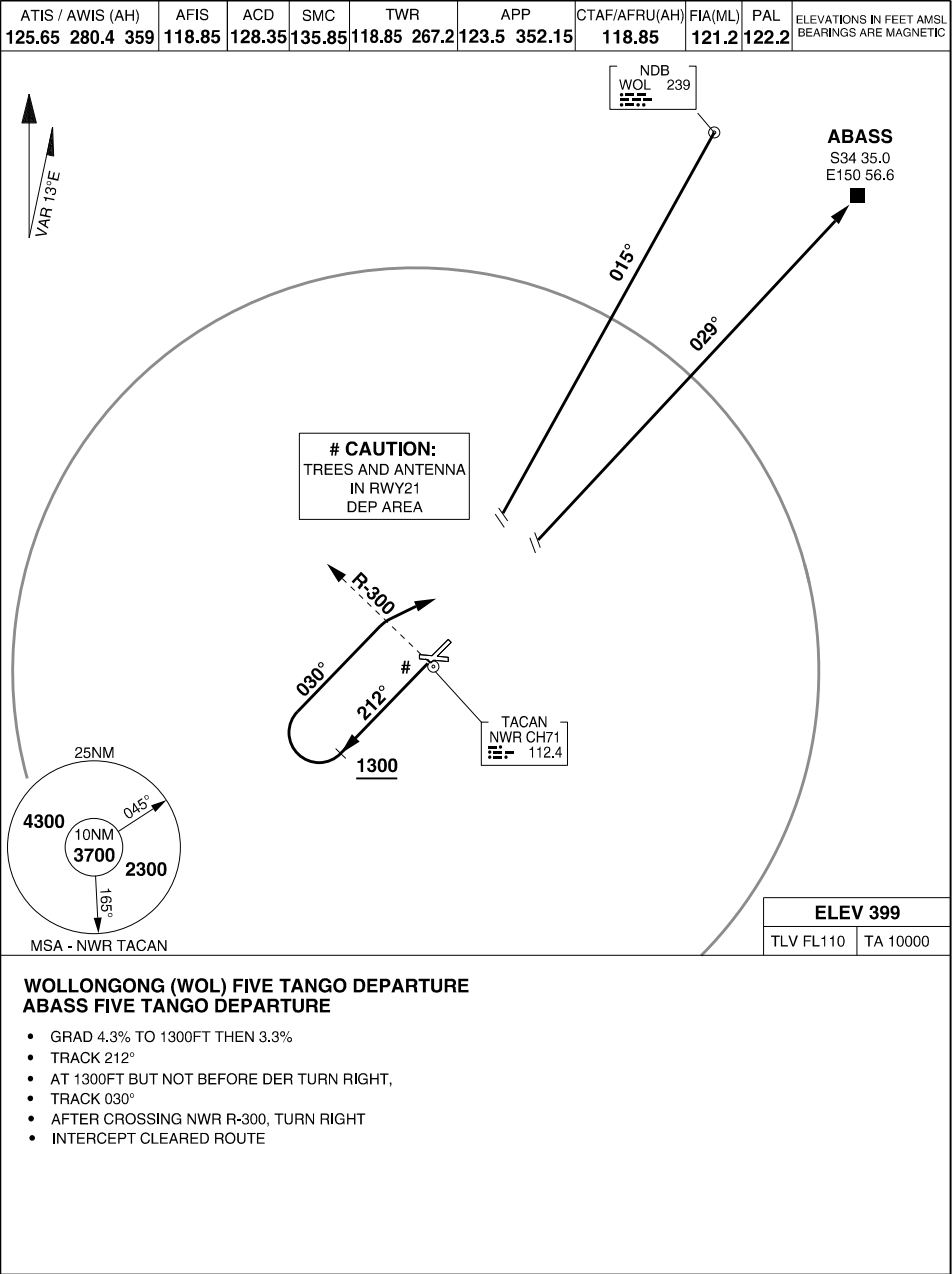 ATIS / AWIS (AH) AFIS ACD SMC TWR APP CTAF/AFRU(AH) FIA(ML) PAL ELEVATIONS IN FEET AMSL
125.65 280.4 359 118.85 128.35 135.85 118.85 267.2 123.5 352.15 118.85 121.2 122.2 BEARINGS ARE MAGNETIC
NDB
WOL 239
ABASS
S34 35.0
E150 56.6
VAR 13°E
015°
029°
# CAUTION:
TREES AND ANTENNA
IN RWY21
DEP AREA
R-300
#
030°
212°
TACAN
NWR CH71
112.4
1300
25NM
4300
045°
10NM
3700
2300
165°
MSA - NWR TACAN
ELEV 399
TLV FL110 TA 10000
WOLLONGONG (WOL) FIVE TANGO DEPARTURE
ABASS FIVE TANGO DEPARTURE
• GRAD 4.3% TO 1300FT THEN 3.3%
• TRACK 212°
• AT 1300FT BUT NOT BEFORE DER TURN RIGHT,
• TRACK 030°
• AFTER CROSSING NWR R-300, TURN RIGHT
• INTERCEPT CLEARED ROUTE